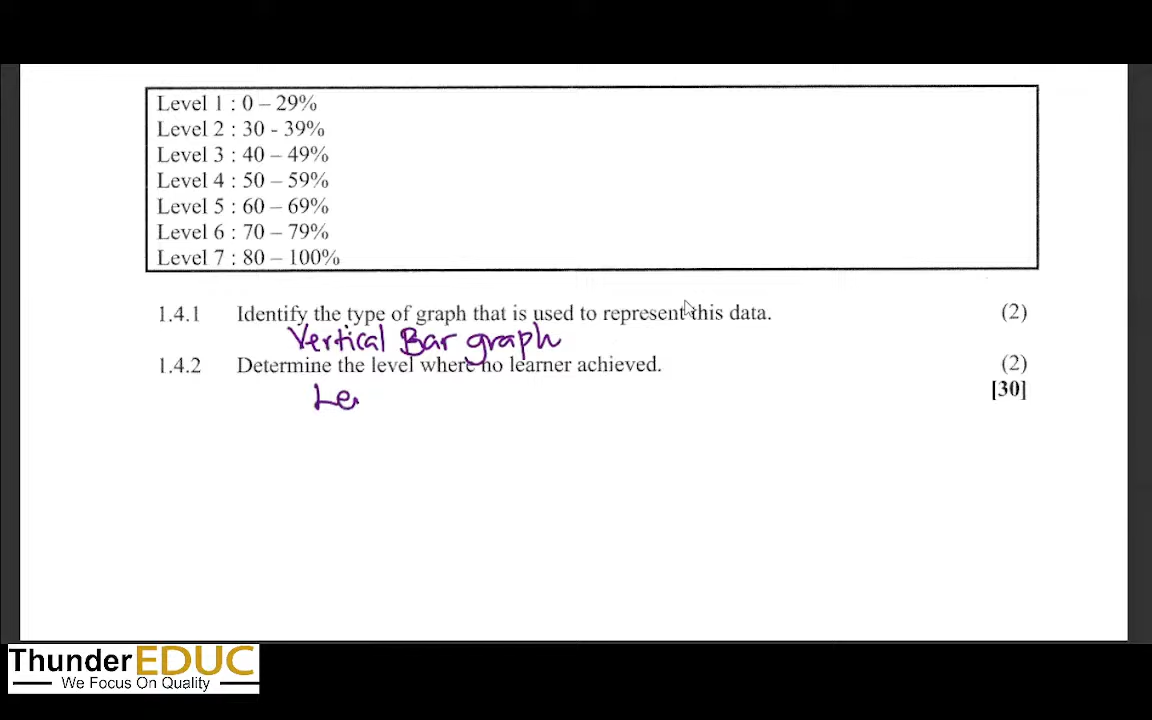 Level 1 : 0 – 29%
Level 2 : 30 - 39%
Level 3 : 40 – 49%
Level 4 : 50 – 59%
Level 5 : 60 – 69%
Level 6 : 70 – 79%
Level 7 : 80 – 100%
1.4.1 Identify the type of graph that is used to represent this data. (2)
Vertical Bar graph
1.4.2 Determine the level where no learner achieved. (2)
Le [30]
ThunderEDUC
We Focus On Quality